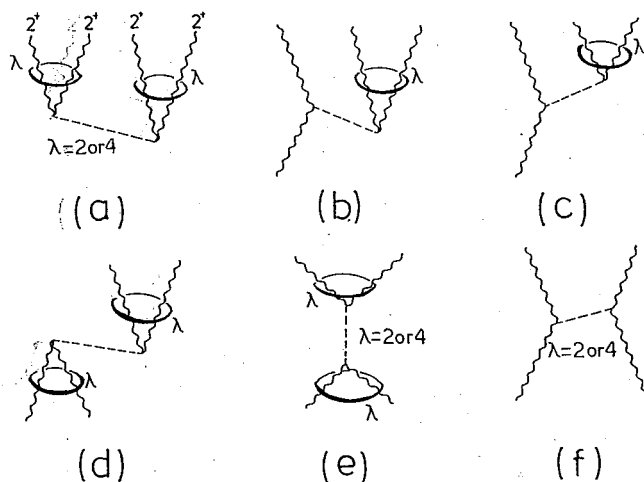 2⁺ 2⁺ 2⁺ 2⁺
λ λ λ λ
λ=2or4
(a) (b) (c)
λ λ
λ=2or4 λ=2or4
λ λ
(d) (e) (f)